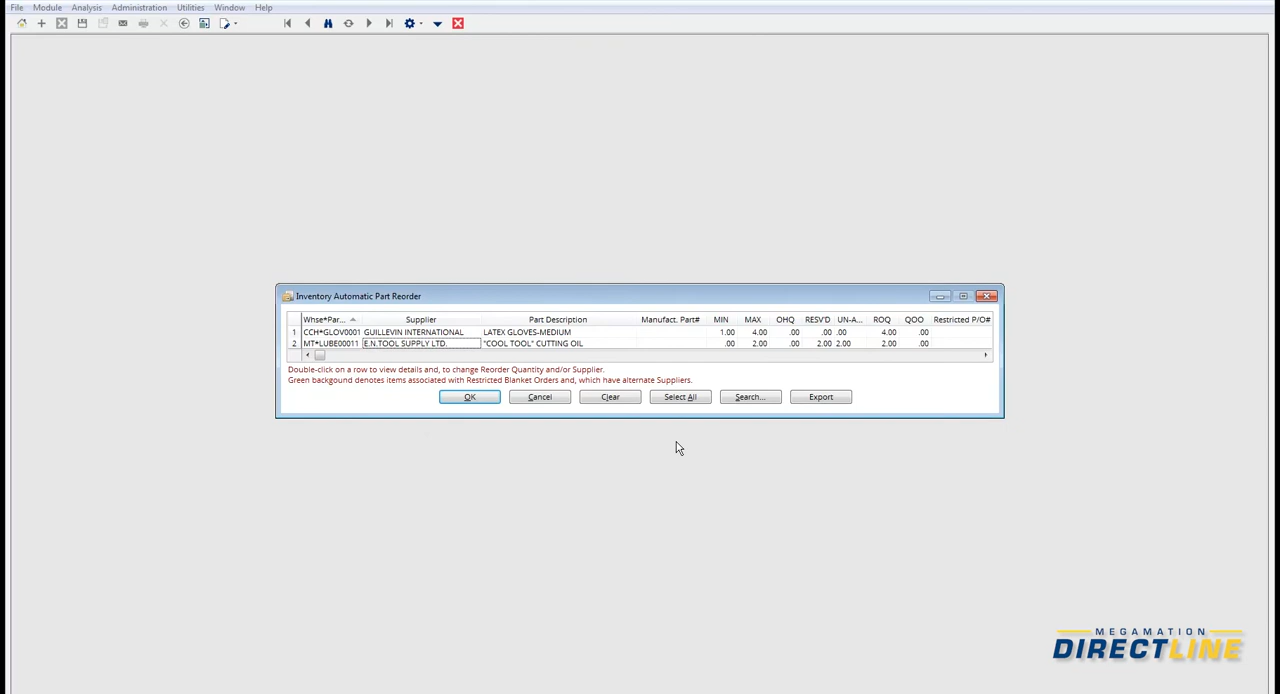 File Module Analysis Administration Utilities Window Help
Inventory Automatic Part Reorder
Whse*Par... Supplier Part Description Manufact. Part# MIN MAX OHQ RESV'D UN-A... ROQ QOO Restricted P/O#
1 CCH*GLOV0001 GUILLEVIN INTERNATIONAL LATEX GLOVES-MEDIUM 1.00 4.00 .00 .00 .00 4.00 .00
2 MT*LUBE00011 E.N.TOOL SUPPLY LTD. "COOL TOOL" CUTTING OIL .00 2.00 .00 2.00 2.00 2.00 .00
Double-click on a row to view details and, to change Reorder Quantity and/or Supplier.
Green backgound denotes items associated with Restricted Blanket Orders and, which have alternate Suppliers.
OK Cancel Clear Select All Search... Export
MEGAMATION
DIRECTLINE